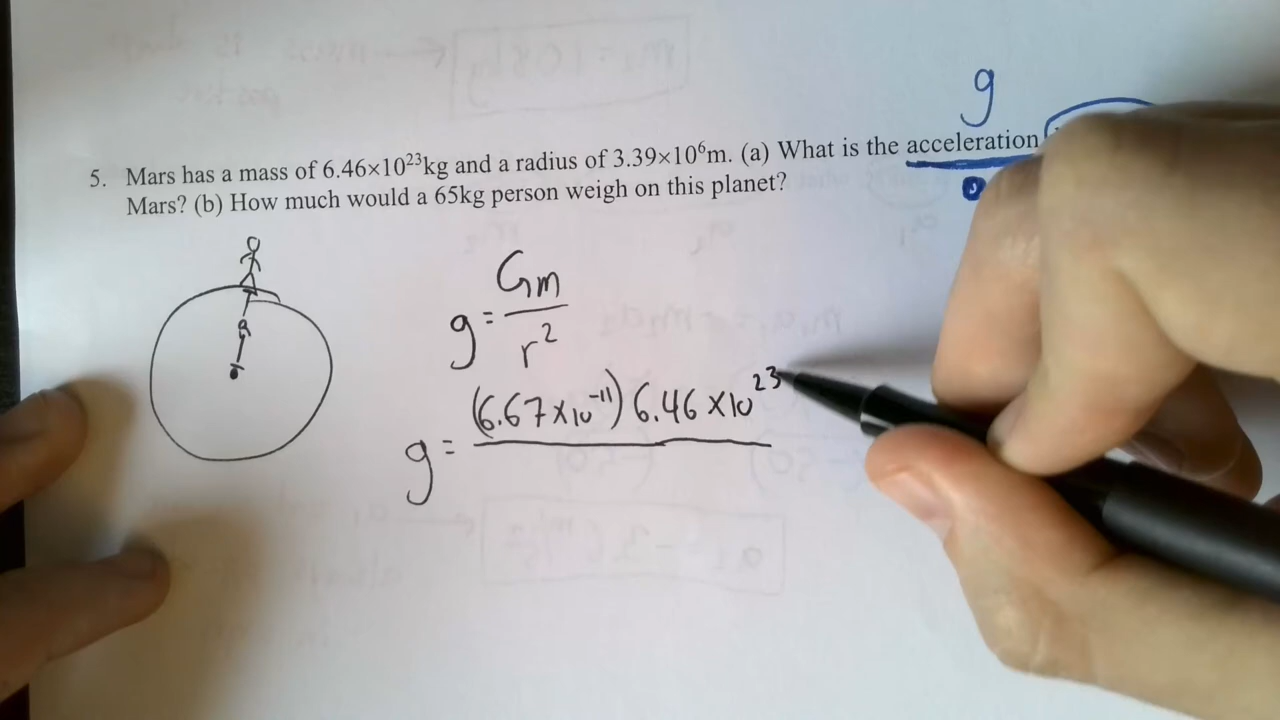 g
5. Mars has a mass of 6.46×10²³kg and a radius of 3.39×10⁶m. (a) What is the acceleration
Mars? (b) How much would a 65kg person weigh on this planet?
R
g = Gm / r²
g = (6.67×10⁻¹¹) 6.46×10²³